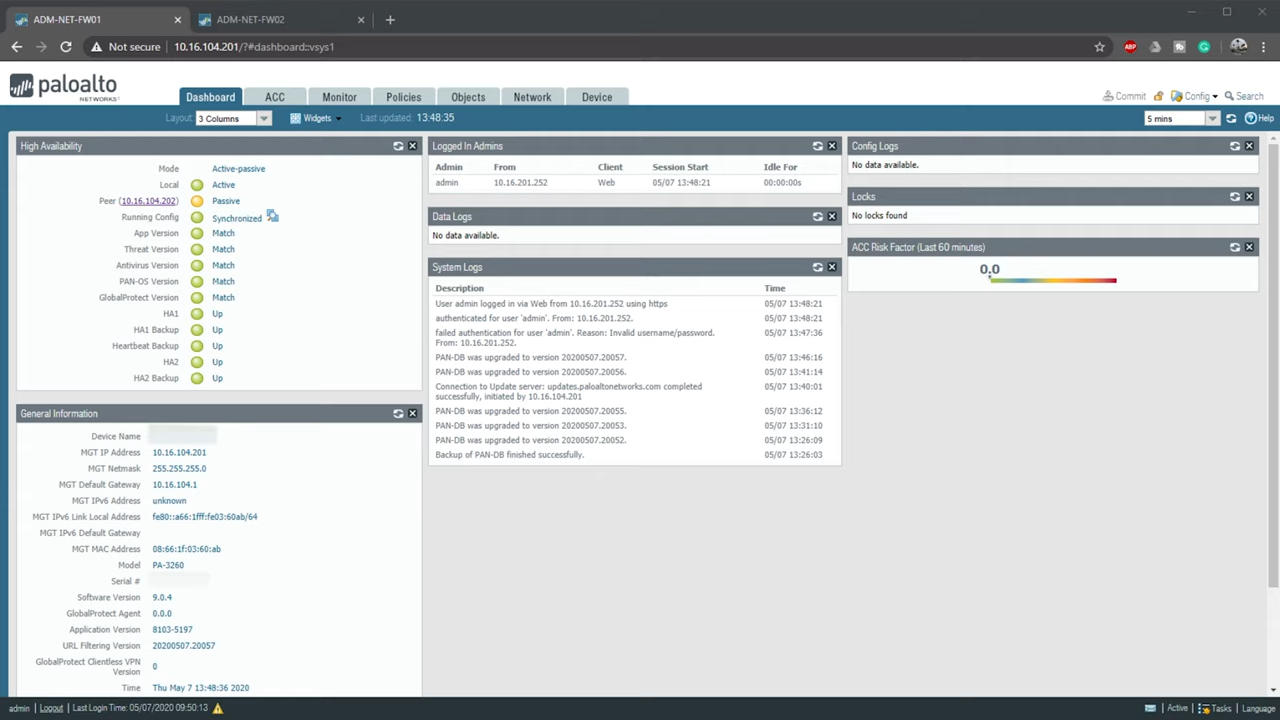 ADM-NET-FW01
ADM-NET-FW02
Not secure
10.16.104.201/?#dashboard::vsys1
ABP
paloalto
NETWORKS
Dashboard
ACC
Monitor
Policies
Objects
Network
Device
Commit
Config
Search
Layout: 3 Columns
Widgets
Last updated: 13:48:35
5 mins
Help
High Availability
Mode Active-passive
Local Active
Peer (10.16.104.202) Passive
Running Config Synchronized
App Version Match
Threat Version Match
Antivirus Version Match
PAN-OS Version Match
GlobalProtect Version Match
HA1 Up
HA1 Backup Up
Heartbeat Backup Up
HA2 Up
HA2 Backup Up
General Information
Device Name
MGT IP Address 10.16.104.201
MGT Netmask 255.255.255.0
MGT Default Gateway 10.16.104.1
MGT IPv6 Address unknown
MGT IPv6 Link Local Address fe80::a66:1fff:fe03:60ab/64
MGT IPv6 Default Gateway
MGT MAC Address 08:66:1f:03:60:ab
Model PA-3260
Serial #
Software Version 9.0.4
GlobalProtect Agent 0.0.0
Application Version 8103-5197
URL Filtering Version 20200507.20057
GlobalProtect Clientless VPN
Version 0
Time Thu May 7 13:48:36 2020
Logged In Admins
Admin From Client Session Start Idle For
admin 10.16.201.252 Web 05/07 13:48:21 00:00:00s
Data Logs
No data available.
System Logs
Description Time
User admin logged in via Web from 10.16.201.252 using https 05/07 13:48:21
authenticated for user 'admin'. From: 10.16.201.252. 05/07 13:48:21
failed authentication for user 'admin'. Reason: Invalid username/password. 05/07 13:47:36
From: 10.16.201.252.
PAN-DB was upgraded to version 20200507.20057. 05/07 13:46:16
PAN-DB was upgraded to version 20200507.20056. 05/07 13:41:14
Connection to Update server: updates.paloaltonetworks.com completed 05/07 13:40:01
successfully, initiated by 10.16.104.201
PAN-DB was upgraded to version 20200507.20055. 05/07 13:36:12
PAN-DB was upgraded to version 20200507.20053. 05/07 13:31:10
PAN-DB was upgraded to version 20200507.20052. 05/07 13:26:09
Backup of PAN-DB finished successfully. 05/07 13:26:03
Config Logs
No data available.
Locks
No locks found
ACC Risk Factor (Last 60 minutes)
0.0
admin
Logout
Last Login Time: 05/07/2020 09:50:13
Active
Tasks
Language